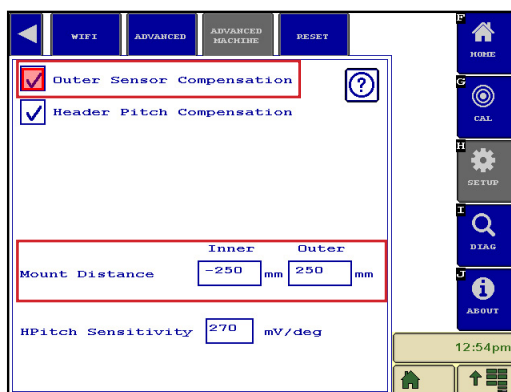 WIFI
ADVANCED
ADVANCED
MACHINE
RESET
Outer Sensor Compensation
?
Header Pitch Compensation
Inner Outer
Mount Distance -250 mm 250 mm
HPitch Sensitivity 270 mV/deg
F
HOME
G
CAL
H
SETUP
I
DIAG
J
i
ABOUT
12:54pm